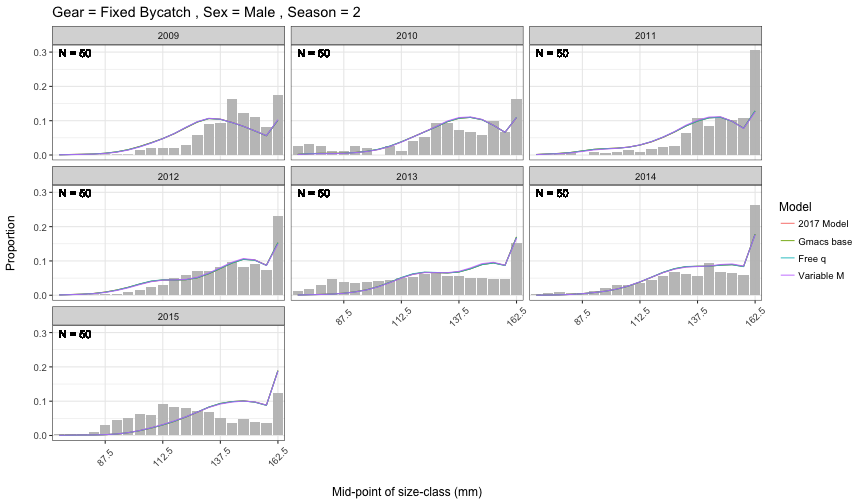 Gear = Fixed Bycatch , Sex = Male , Season = 2
2009 2010 2011
0.3 N = 50 N = 50 N = 50
0.2
0.1
0.0
2012 2013 2014
0.3 N = 50 N = 50 N = 50
0.2
0.1
0.0
87.5 112.5 137.5 162.5 87.5 112.5 137.5 162.5
2015
0.3 N = 50
0.2
0.1
0.0
87.5 112.5 137.5 162.5
Proportion
Mid-point of size-class (mm)
Model
2017 Model
Gmacs base
Free q
Variable M